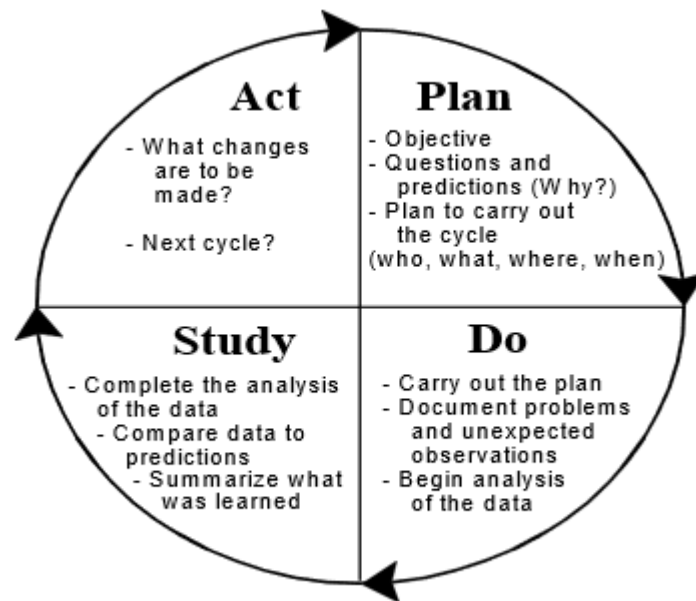 Act
- What changes
are to be
made?
- Next cycle?
Plan
- Objective
- Questions and
predictions (Why?)
- Plan to carry out
the cycle
(who, what, where, when)
Study
- Complete the analysis
of the data
- Compare data to
predictions
- Summarize what
was learned
Do
- Carry out the plan
- Document problems
and unexpected
observations
- Begin analysis
of the data